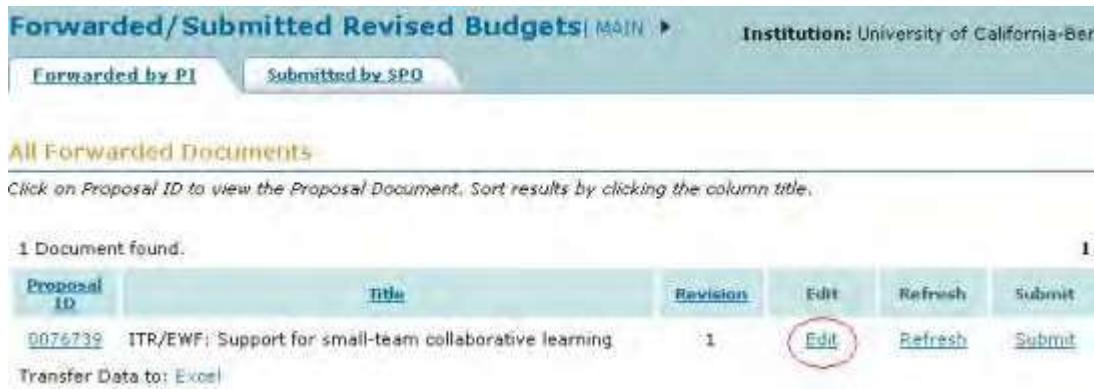 Forwarded/Submitted Revised Budgets| MAIN
Institution: University of California-Ber
Forwarded by PI Submitted by SPO
All Forwarded Documents
Click on Proposal ID to view the Proposal Document. Sort results by clicking the column title.
1 Document found. 1
Proposal ID Title Revision Edit Refresh Submit
0076739 ITR/EWF: Support for small-team collaborative learning 1 Edit Refresh Submit
Transfer Data to: Excel